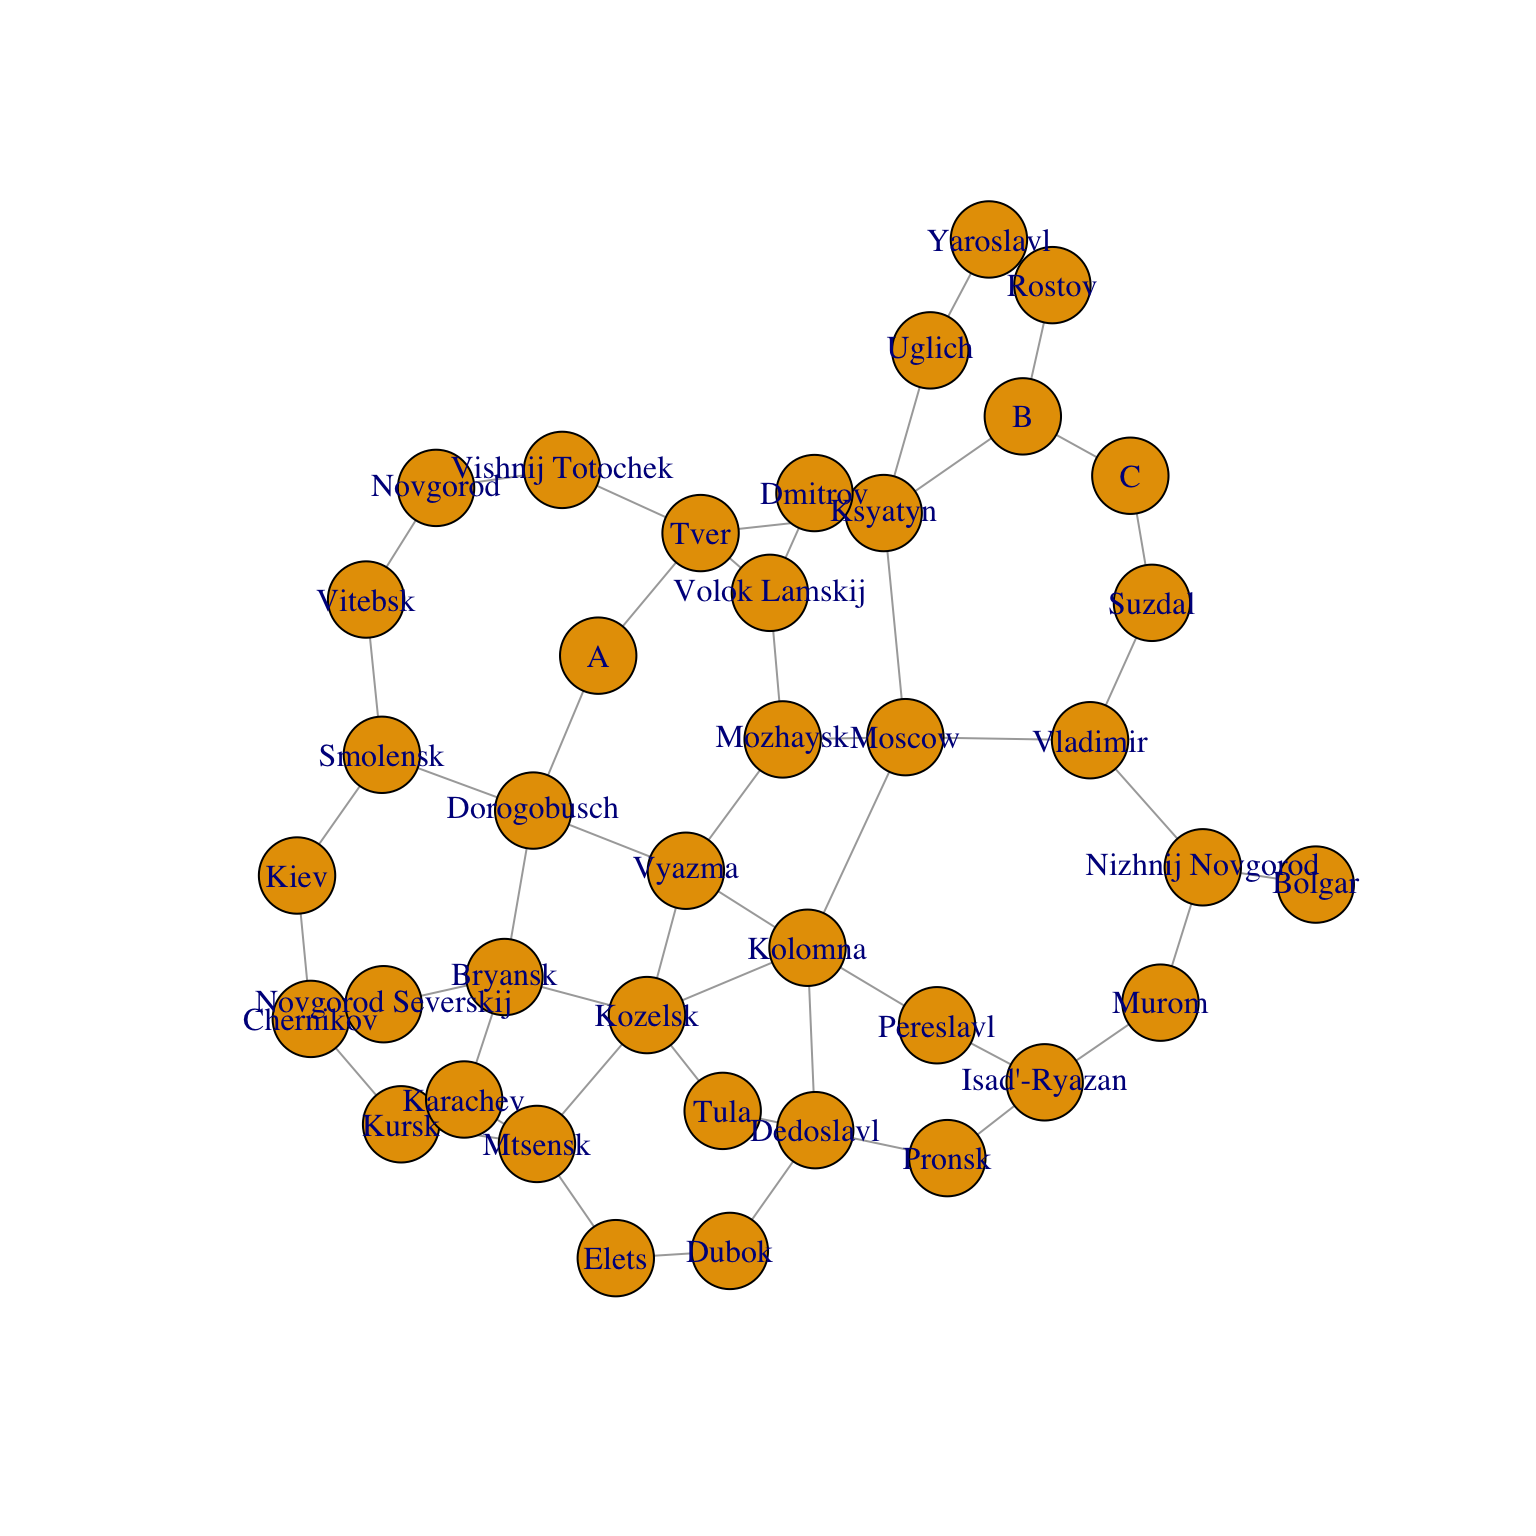 Yaroslavl
Rostov
Uglich
B
Vishnij Totochek
C
Novgorod
Dmitrov
Ksyatyn
Tver
Volok Lamskij
Vitebsk
Suzdal
A
Mozhaysk
Moscow
Vladimir
Smolensk
Dorogobusch
Nizhnij Novgorod
Vyazma
Kiev
Bolgar
Kolomna
Bryansk
Novgorod Severskij
Murom
Kozelsk
Chernikov
Pereslavl
Isad'-Ryazan
Karachev
Tula
Kursk
Dedoslavl
Mtsensk
Pronsk
Dubok
Elets